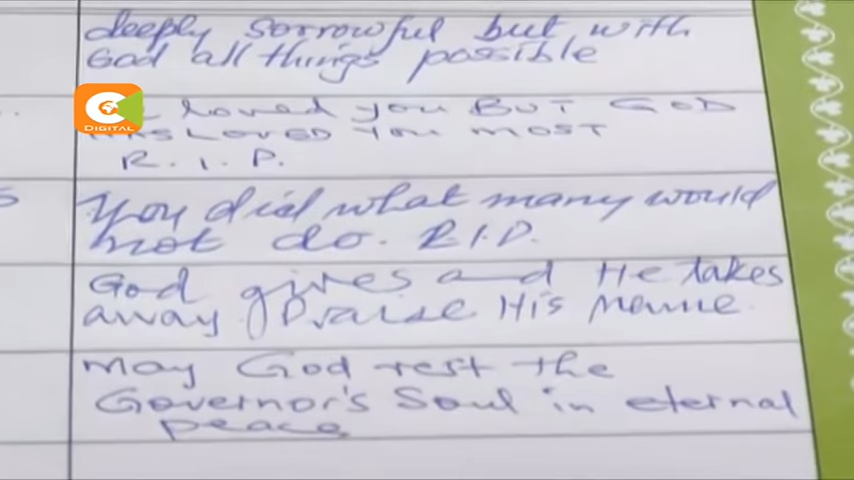 deeply sorrowful but with
God all things possible
loved you BUT GOD
HAS LOVED YOU MOST
R.I.P.
You did what many would
not do. R.I.P.
God gives and He takes
away. Praise His Name
May God rest the
Governor's Soul in eternal
peace
C
DIGITAL